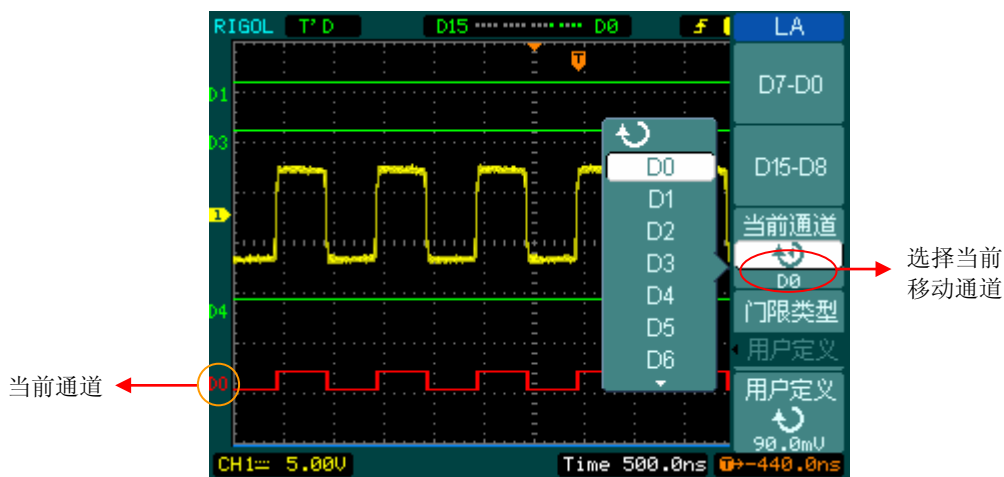 RIGOL T'D D15 D0 LA
D7-D0
D1
D3
D15-D8
D0
D1
D2
D3
D4
D5
D6
1
当前通道
D0
选择当前
移动通道
门限类型
用户定义
D4
D0
当前通道
用户定义
90.0mV
CH1 5.00V Time 500.0ns T→-440.0ns